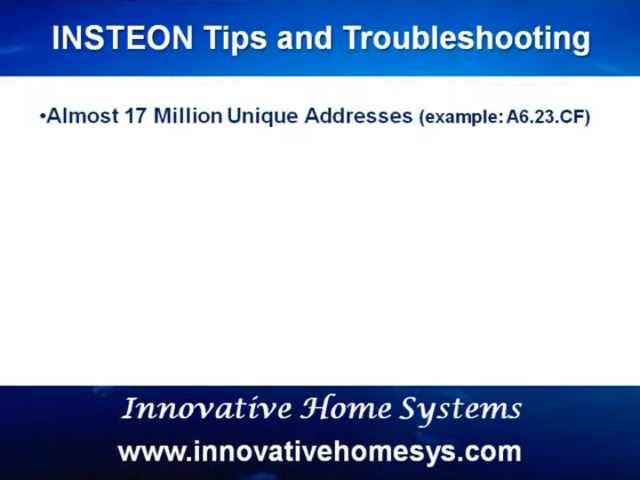 INSTEON Tips and Troubleshooting
•Almost 17 Million Unique Addresses (example: A6.23.CF)
Innovative Home Systems
www.innovativehomesys.com